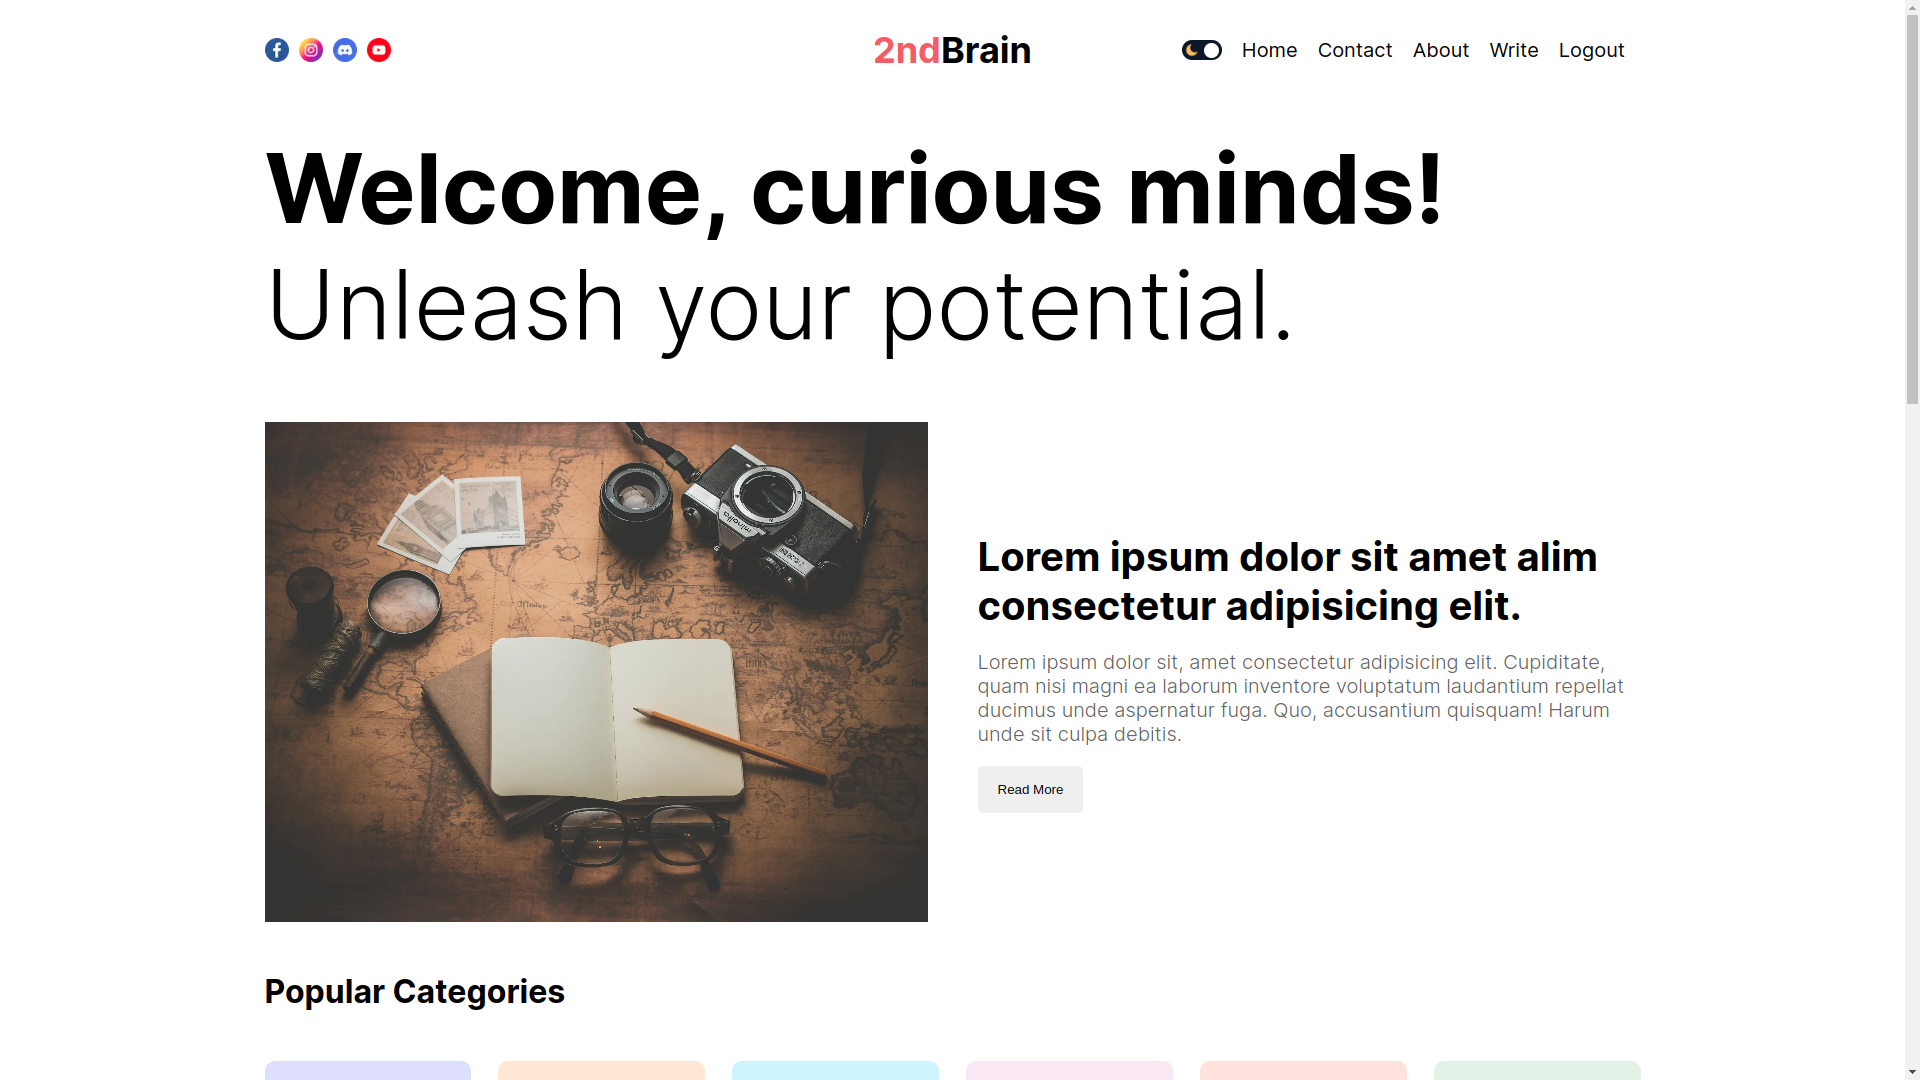 2ndBrain
Home Contact About Write Logout
Welcome, curious minds!
Unleash your potential.
minolta
Lorem ipsum dolor sit amet alim
consectetur adipisicing elit.
Lorem ipsum dolor sit, amet consectetur adipisicing elit. Cupiditate,
quam nisi magni ea laborum inventore voluptatum laudantium repellat
ducimus unde aspernatur fuga. Quo, accusantium quisquam! Harum
unde sit culpa debitis.
Read More
Popular Categories